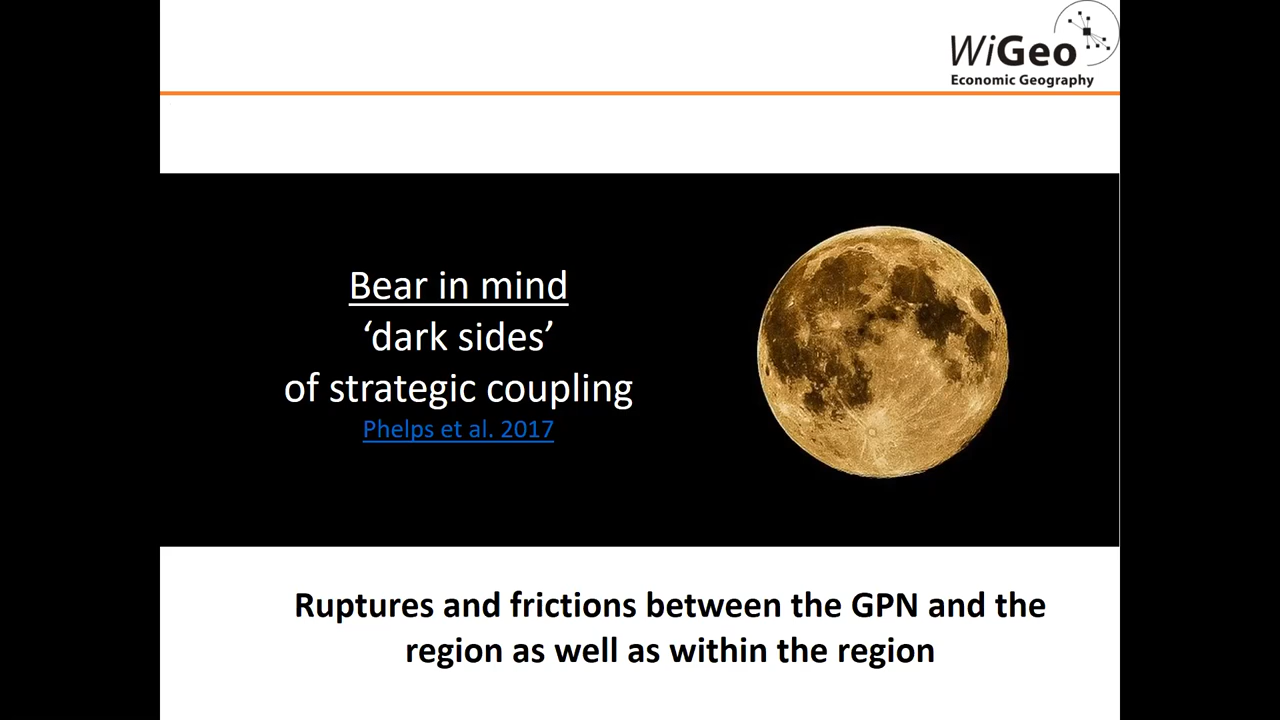 WiGeo
Economic Geography
Bear in mind
‘dark sides’
of strategic coupling
Phelps et al. 2017
Ruptures and frictions between the GPN and the
region as well as within the region